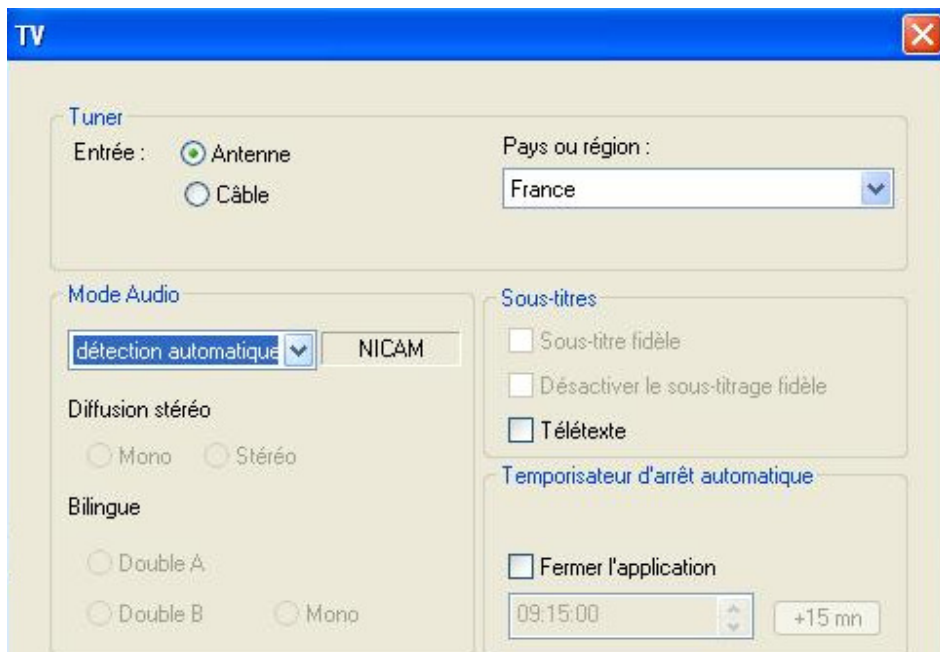 TV
Tuner
Entrée :
Antenne
Câble
Pays ou région :
France
Mode Audio
détection automatique
NICAM
Diffusion stéréo
Mono
Stéréo
Bilingue
Double A
Double B
Mono
Sous-titres
Sous-titre fidèle
Désactiver le sous-titrage fidèle
Télétexte
Temporisateur d'arrêt automatique
Fermer l'application
09:15:00
+15 mn